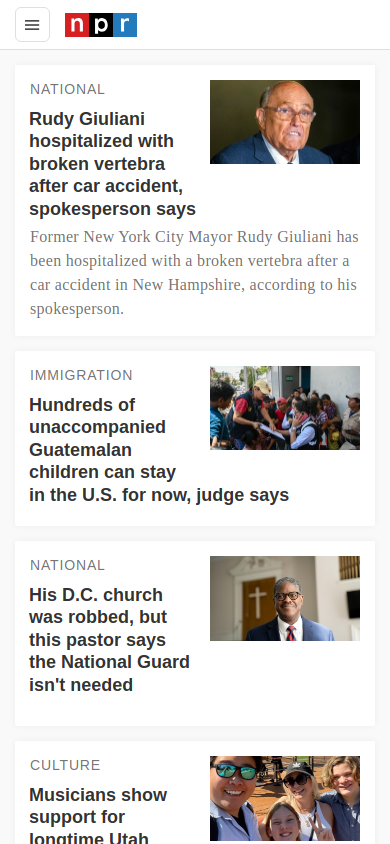 npr
NATIONAL
Rudy Giuliani
hospitalized with
broken vertebra
after car accident,
spokesperson says
Former New York City Mayor Rudy Giuliani has
been hospitalized with a broken vertebra after a
car accident in New Hampshire, according to his
spokesperson.
IMMIGRATION
Hundreds of
unaccompanied
Guatemalan
children can stay
in the U.S. for now, judge says
NATIONAL
His D.C. church
was robbed, but
this pastor says
the National Guard
isn't needed
CULTURE
Musicians show
support for
longtime Utah